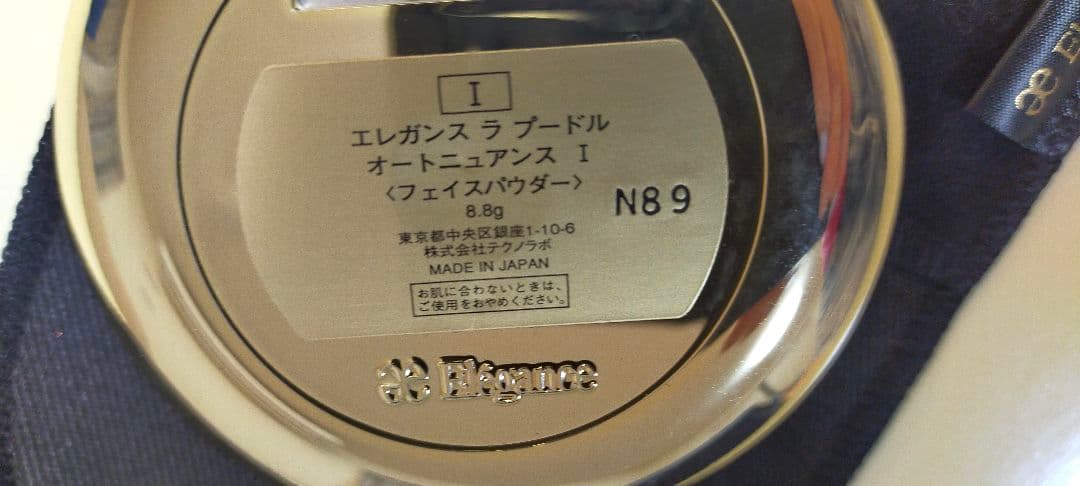 I
エレガンス ラ プードル
オートニュアンス I
〈フェイスパウダー〉
8.8g
N89
東京都中央区銀座1-10-6
株式会社テクノラボ
MADE IN JAPAN
お肌に合わないときは、
ご使用をおやめください。
Elégance